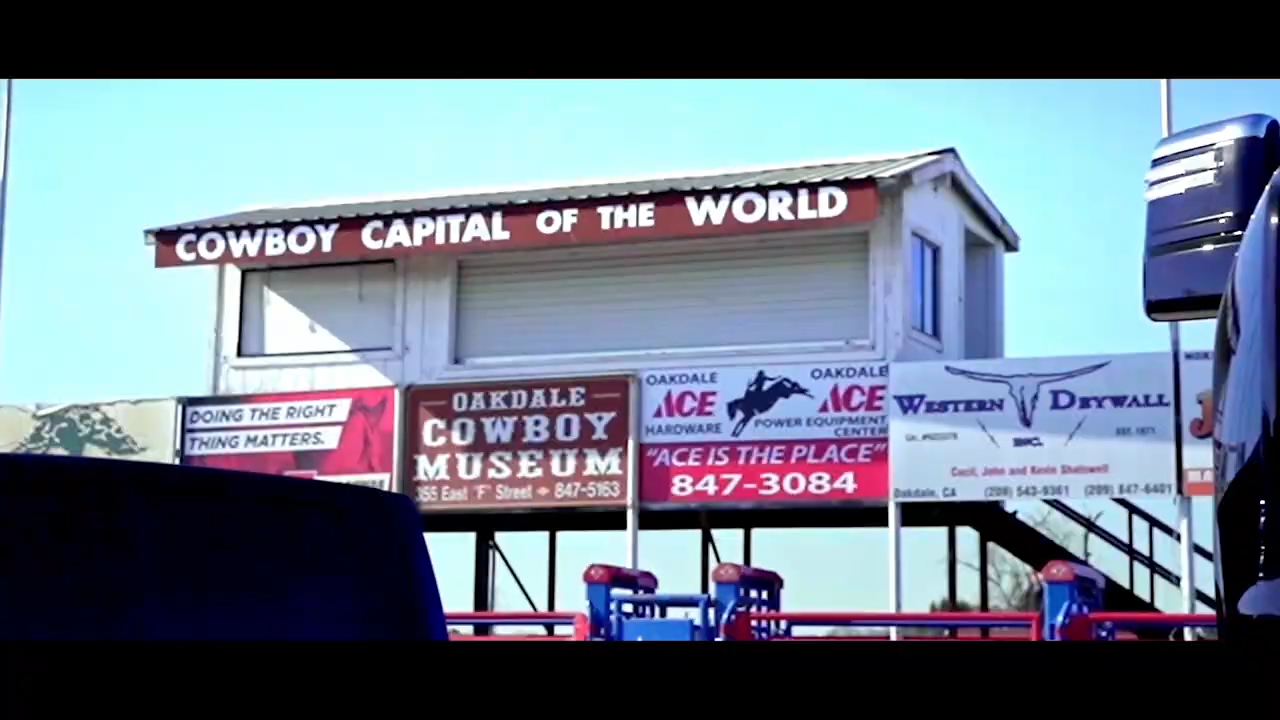 COWBOY CAPITAL OF THE WORLD
DOING THE RIGHT
THING MATTERS.
OAKDALE
COWBOY
MUSEUM
355 East "F" Street 847-5163
OAKDALE
ACE
HARDWARE
OAKDALE
ACE
POWER EQUIPMENT
CENTER
"ACE IS THE PLACE"
847-3084
WESTERN DRYWALL
INC.
EST. 1971
Cecil, John and Kevin Shatswell
Oakdale, CA (209) 543-9361 (209) 847-6401